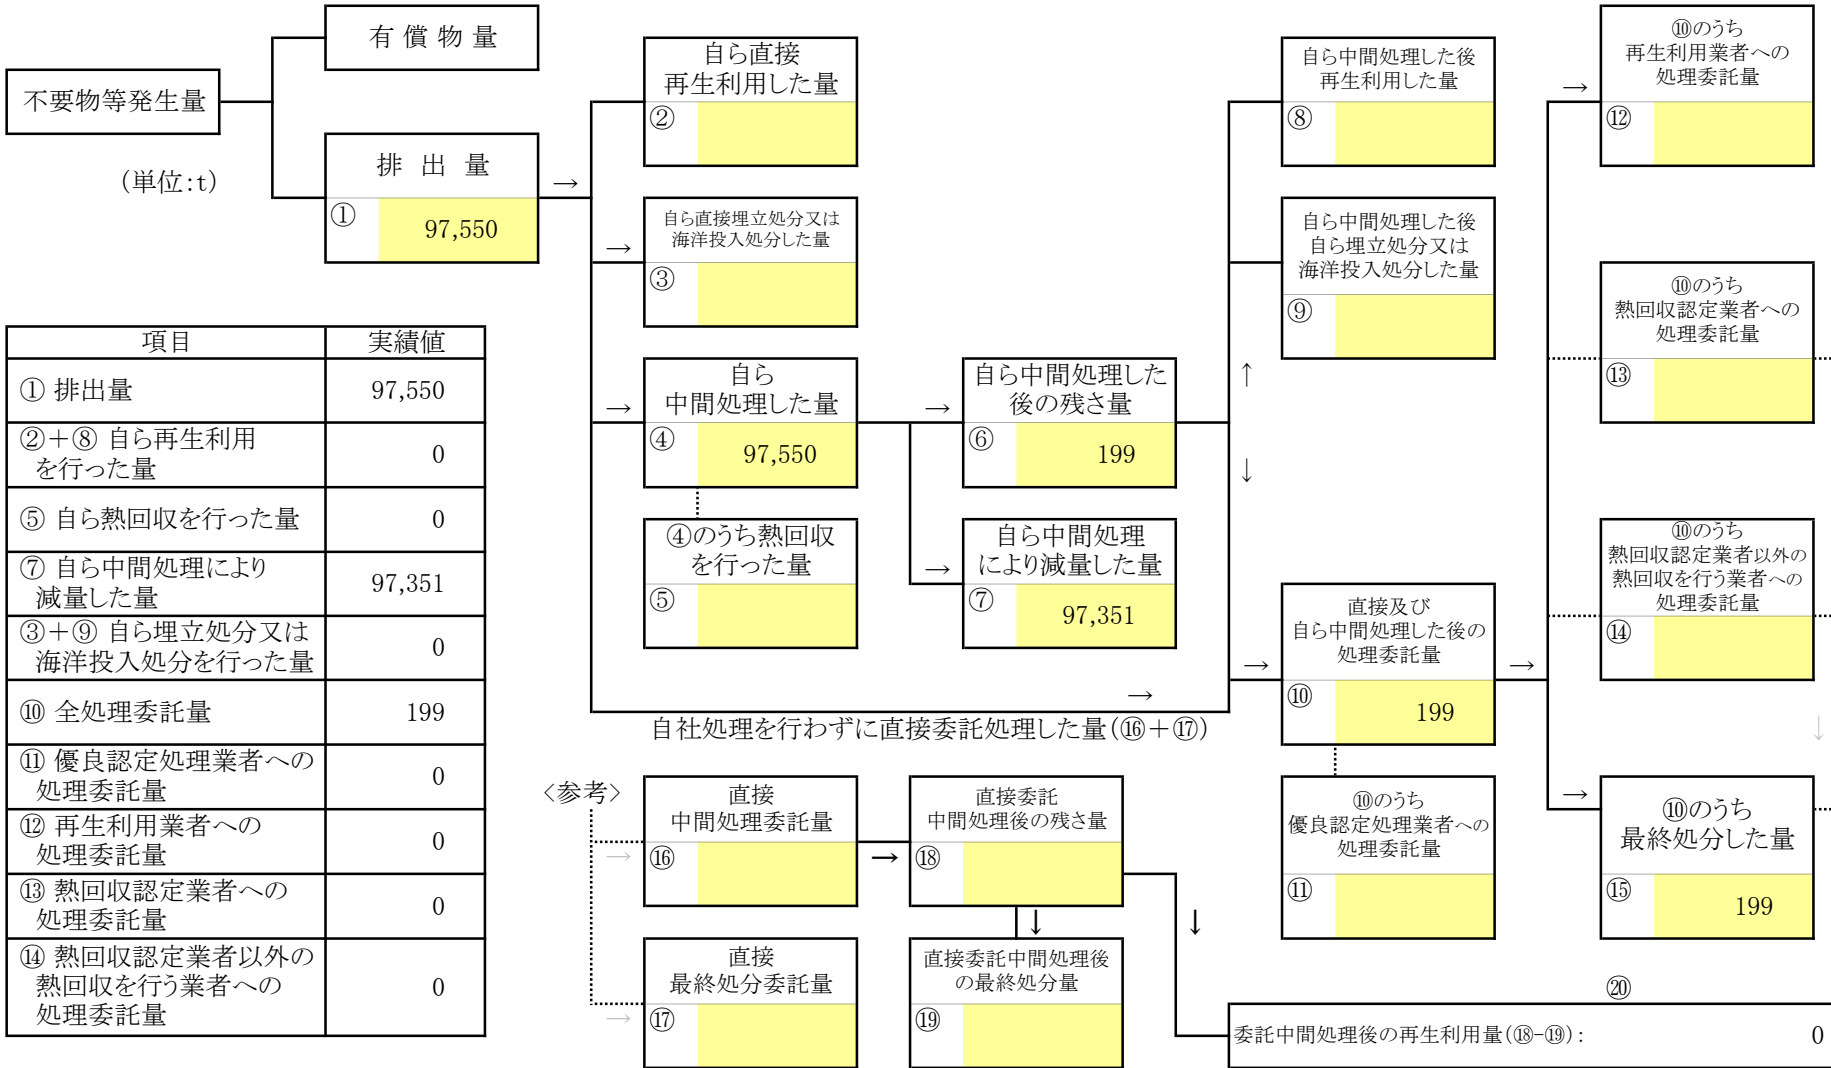 有 償 物 量
不要物等発生量
(単位:t)
排 出 量
→
①
97,550
自ら直接
再生利用した量
②
→
自ら直接埋立処分又は
海洋投入処分した量
③
→
自ら
中間処理した量
④
97,550
④のうち熱回収
を行った量
⑤
→
自ら中間処理した
後の残さ量
⑥
199
→
自ら中間処理
により減量した量
⑦
97,351
自ら中間処理した後
再生利用した量
⑧
自ら中間処理した後
自ら埋立処分又は
海洋投入処分した量
⑨
↑
↓
→
自社処理を行わずに直接委託処理した量(⑯+⑰)
→
直接及び
自ら中間処理した後の
処理委託量
⑩
199
→
⑩のうち
優良認定処理業者への
処理委託量
⑪
→
⑩のうち
再生利用業者への
処理委託量
⑫
⑩のうち
熱回収認定業者への
処理委託量
⑬
⑩のうち
熱回収認定業者以外の
熱回収を行う業者への
処理委託量
⑭
↓
→
⑩のうち
最終処分した量
⑮
199
項目 実績値
① 排出量 97,550
②+⑧ 自ら再生利用
を行った量 0
⑤ 自ら熱回収を行った量 0
⑦ 自ら中間処理により
減量した量 97,351
③+⑨ 自ら埋立処分又は
海洋投入処分を行った量 0
⑩ 全処理委託量 199
⑪ 優良認定処理業者への
処理委託量 0
⑫ 再生利用業者への
処理委託量 0
⑬ 熱回収認定業者への
処理委託量 0
⑭ 熱回収認定業者以外の
熱回収を行う業者への
処理委託量 0
〈参考〉
→
直接
中間処理委託量
⑯
→
直接委託
中間処理後の残さ量
⑱
↓
↓
→
直接
最終処分委託量
⑰
直接委託中間処理後
の最終処分量
⑲
⑳
委託中間処理後の再生利用量(⑱-⑲): 0